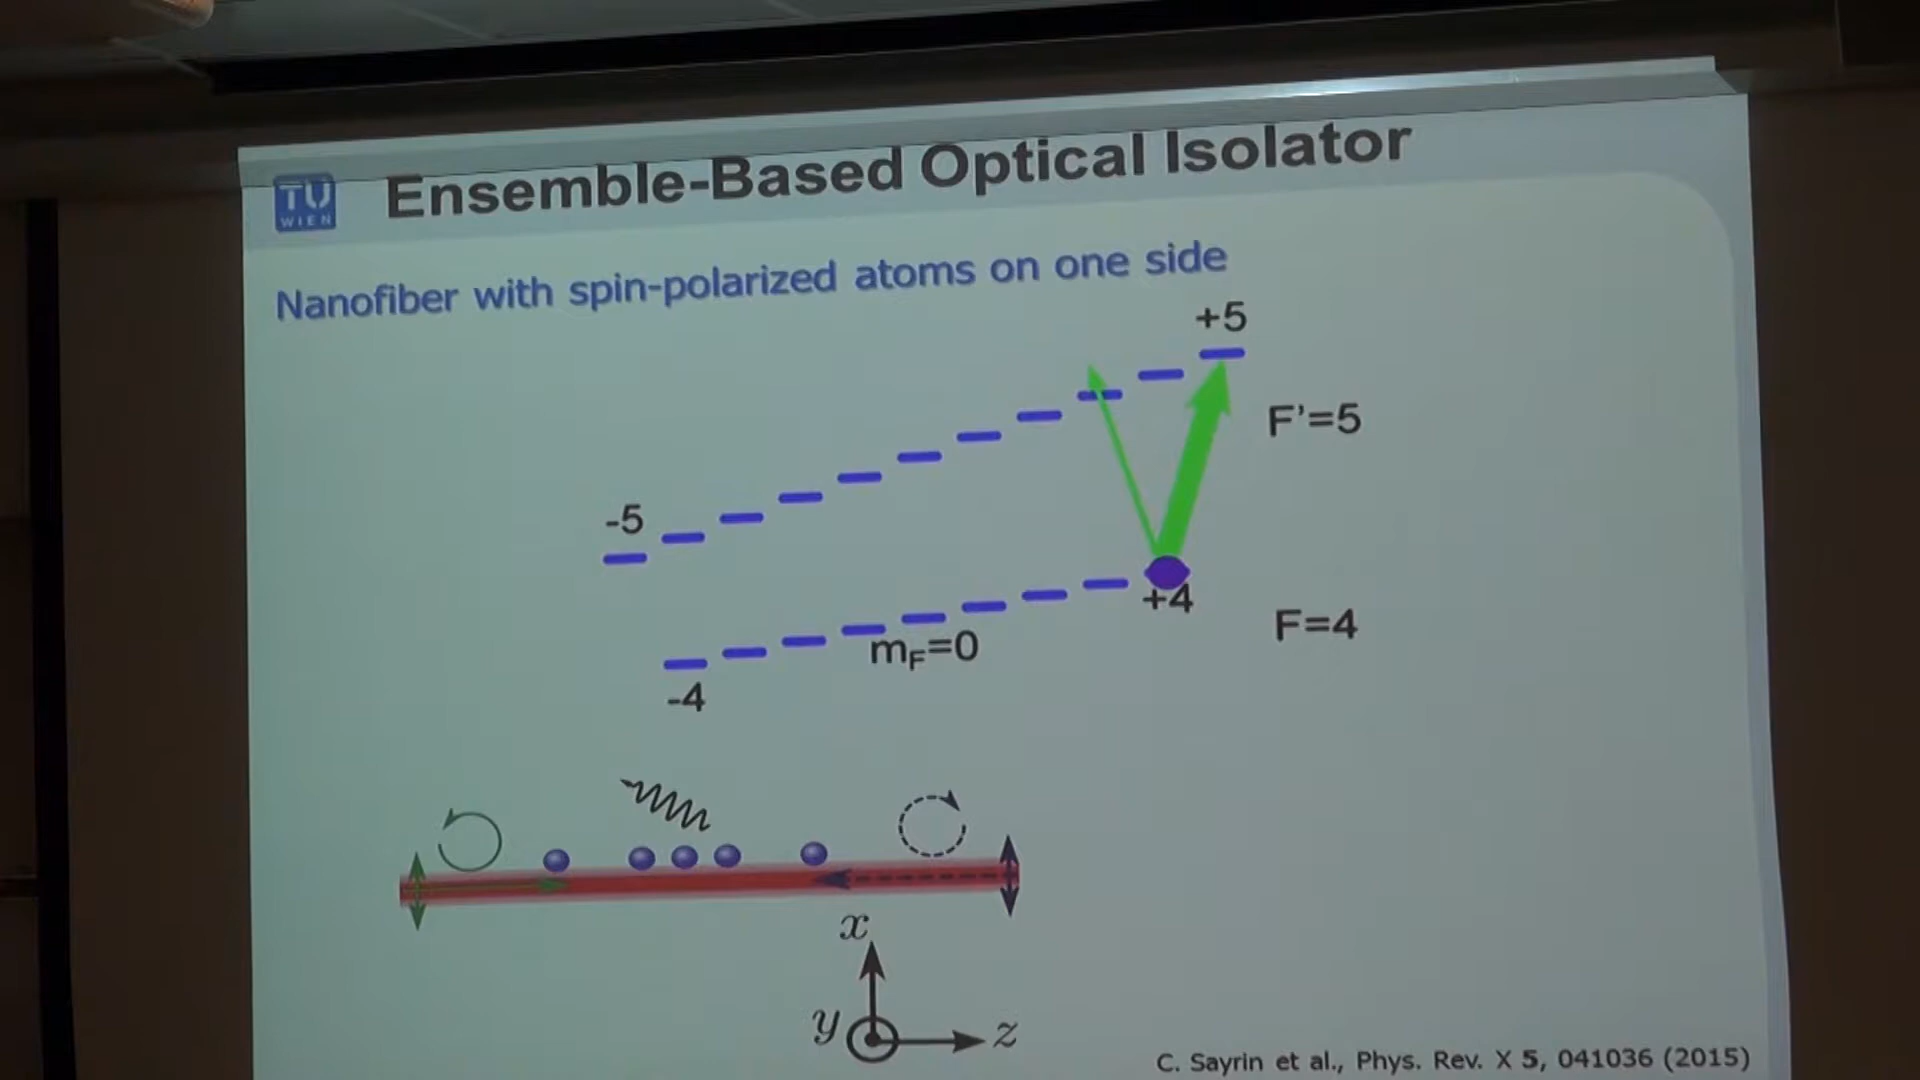 TU
WIEN
Ensemble-Based Optical Isolator
Nanofiber with spin-polarized atoms on one side
+5
F'=5
-5
+4
F=4
mF=0
-4
x
y
z
C. Sayrin et al., Phys. Rev. X 5, 041036 (2015)